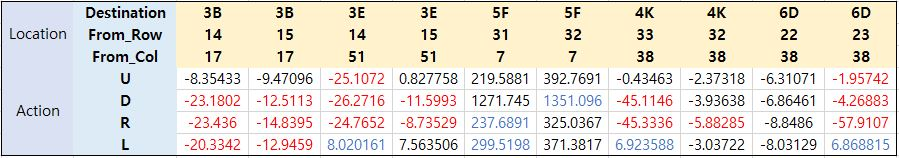 Location Destination 3B 3B 3E 3E 5F 5F 4K 4K 6D 6D
From_Row 14 15 14 15 31 32 33 32 22 23
From_Col 17 17 51 51 7 7 38 38 38 38
Action U -8.35433 -9.47096 -25.1072 0.827758 219.5881 392.7691 -0.43463 -2.37318 -6.31071 -1.95742
D -23.1802 -12.5113 -26.2716 -11.5993 1271.745 1351.096 -45.1146 -3.93638 -6.86461 -4.26883
R -23.436 -14.8395 -24.7652 -8.73529 237.6891 325.0367 -45.3336 -5.88285 -8.8486 -57.9107
L -20.3342 -12.9459 8.020161 7.563506 299.5198 371.3817 6.923588 -3.03722 -8.03129 6.868815